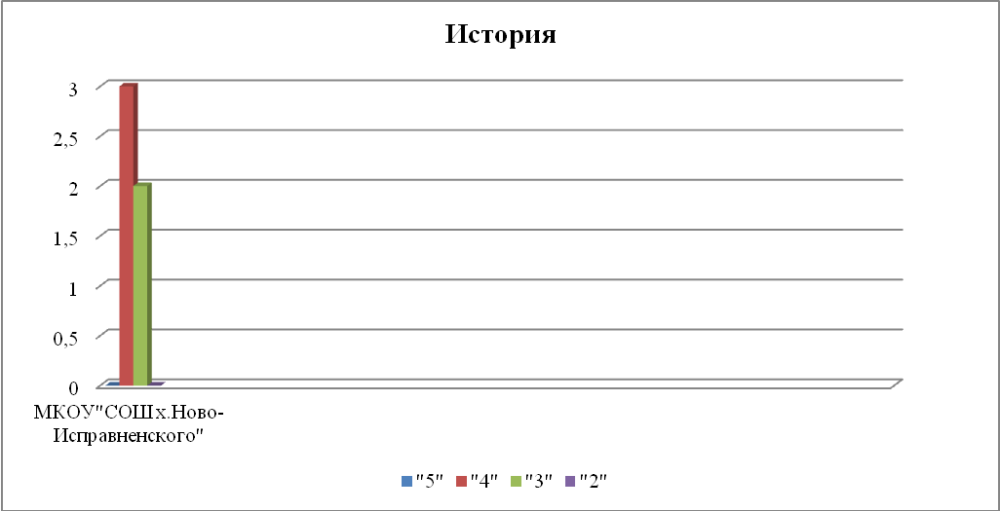 История
3
2,5
2
1,5
1
0,5
0
МКОУ"СОШ х.Ново-
Исправненского"
"5" "4" "3" "2"